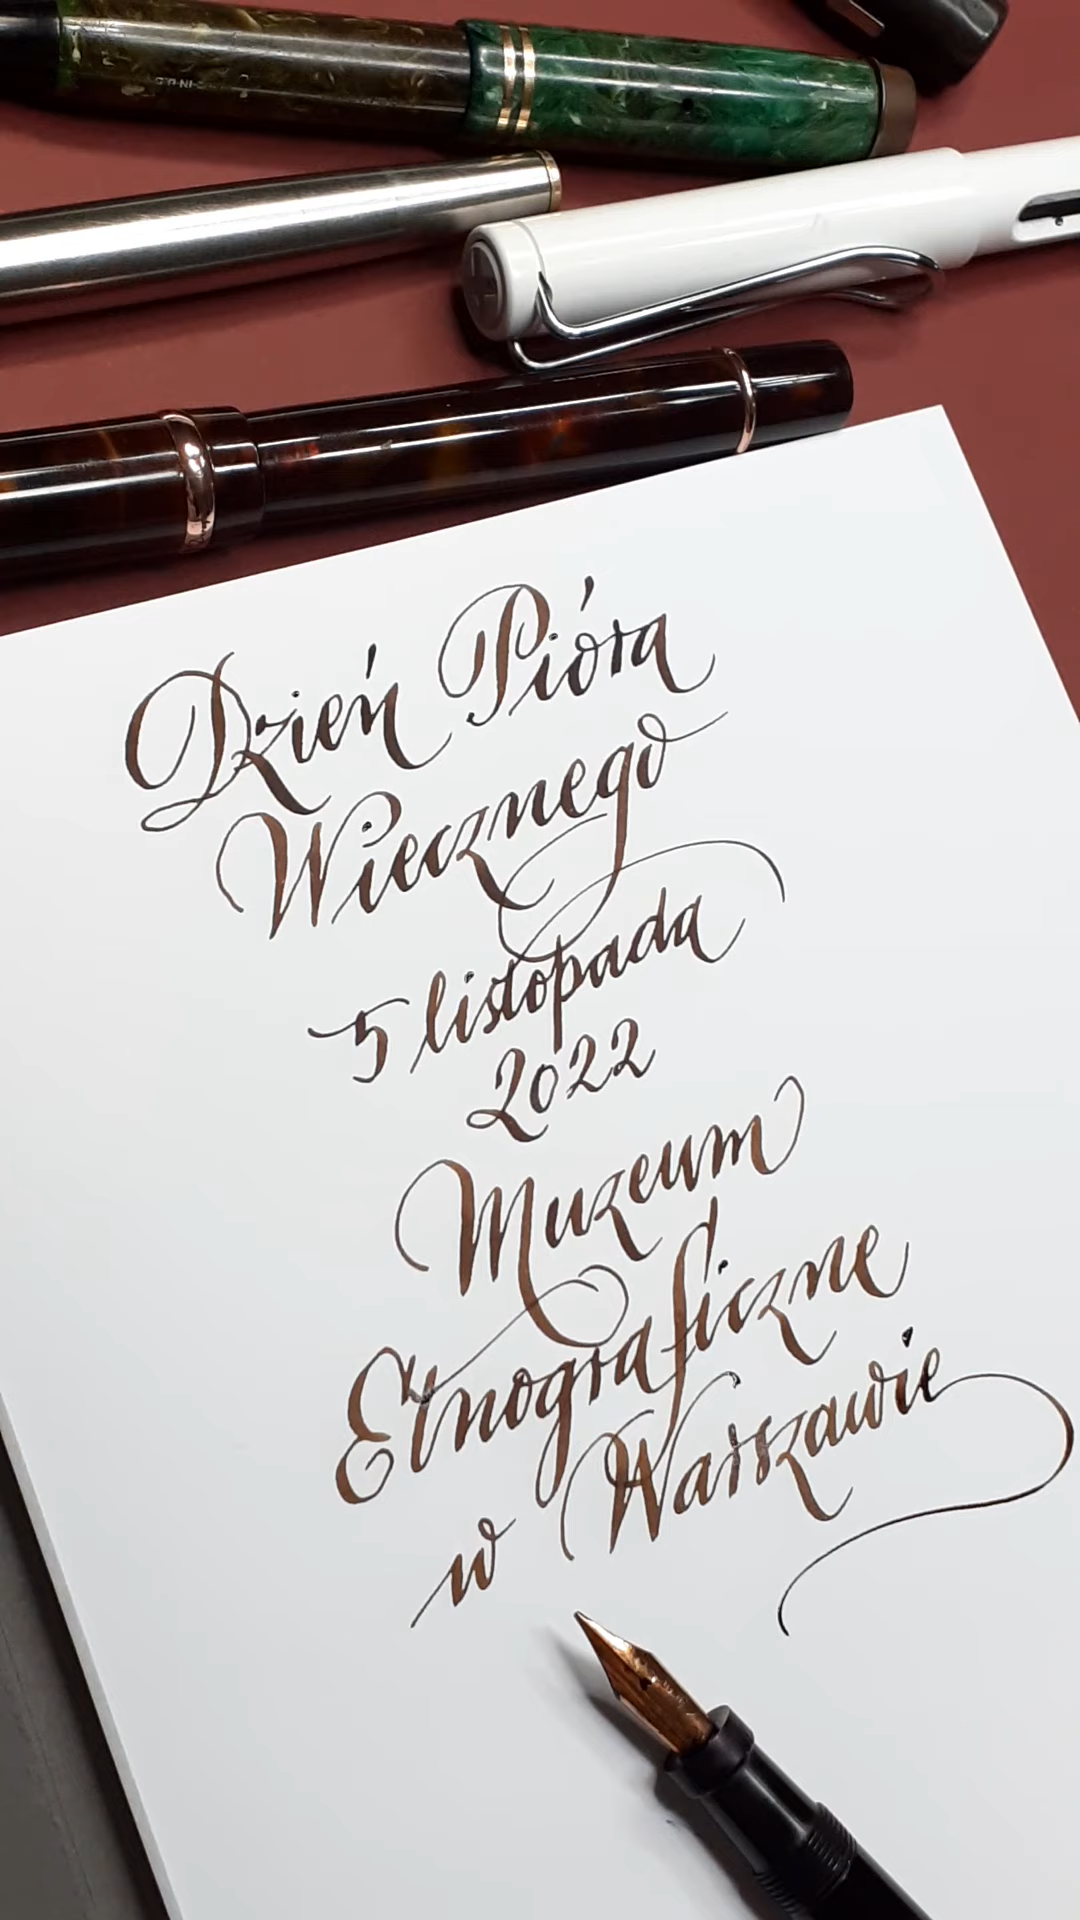 Dzień Pióra
Wiecznego
5 listopada
2022
Muzeum
Etnograficzne
w Warszawie